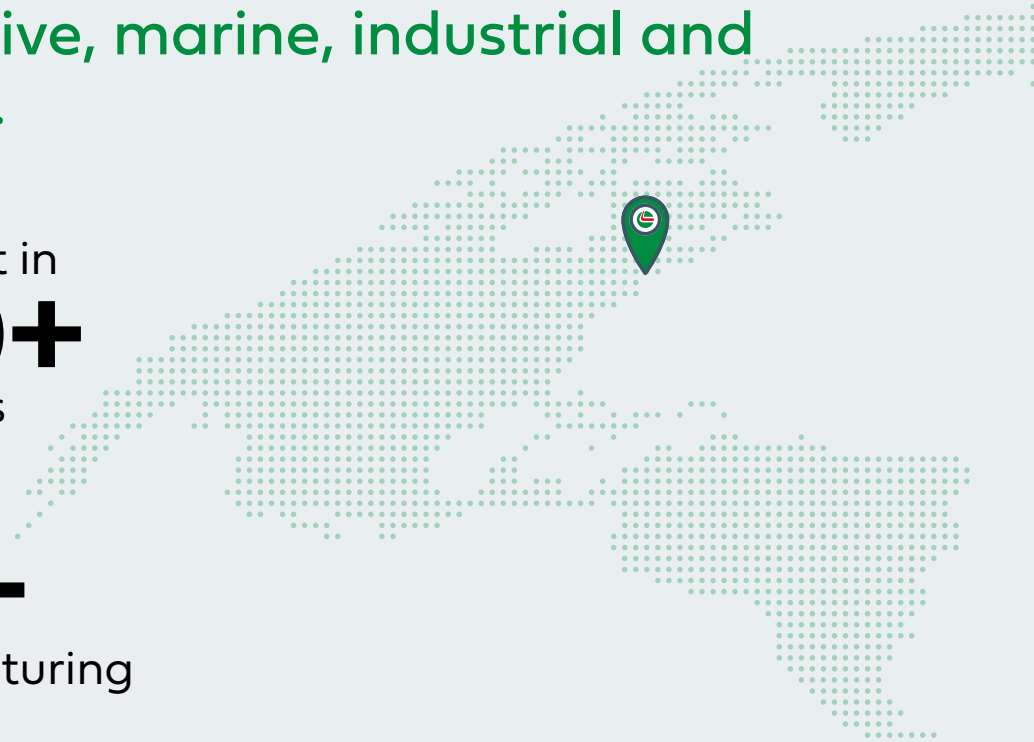 ive, marine, industrial and
.
t in
+
s
-
turing